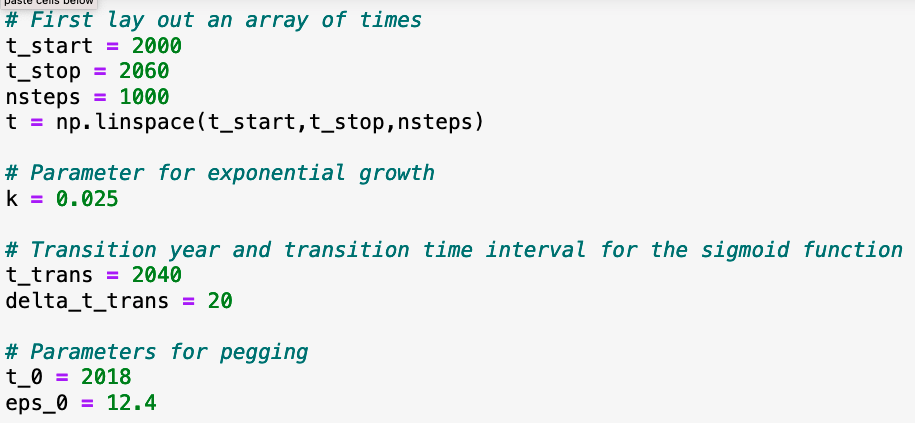 paste cells below
# First lay out an array of times
t_start = 2000
t_stop = 2060
nsteps = 1000
t = np.linspace(t_start,t_stop,nsteps)
# Parameter for exponential growth
k = 0.025
# Transition year and transition time interval for the sigmoid function
t_trans = 2040
delta_t_trans = 20
# Parameters for pegging
t_0 = 2018
eps_0 = 12.4